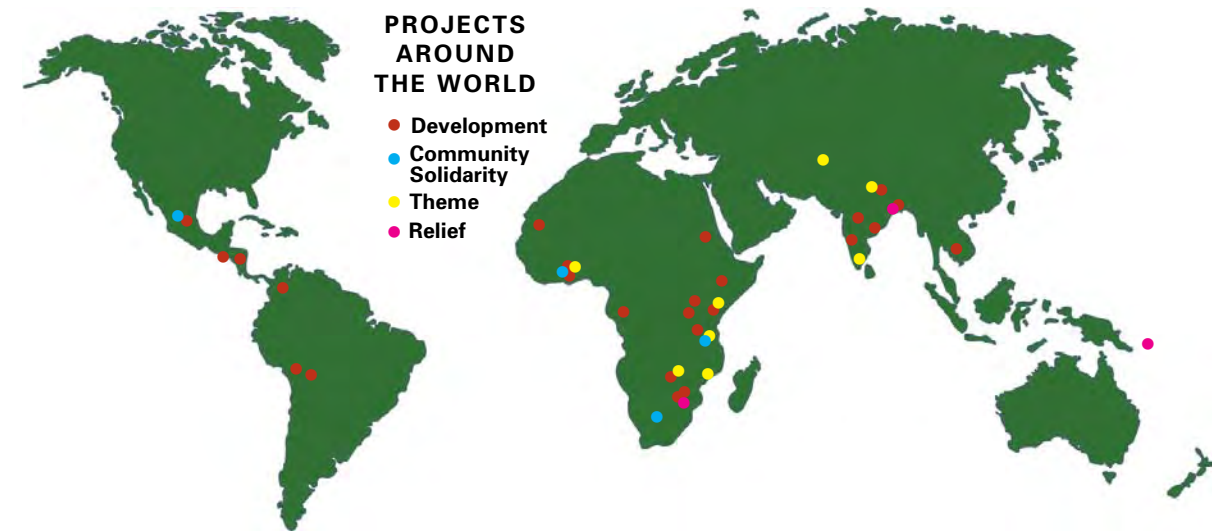 PROJECTS
AROUND
THE WORLD
Development
Community
Solidarity
Theme
Relief